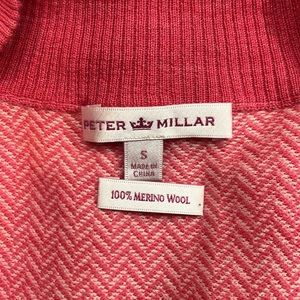 PETER MILLAR
S
MADE IN
CHINA
100% MERINO WOOL